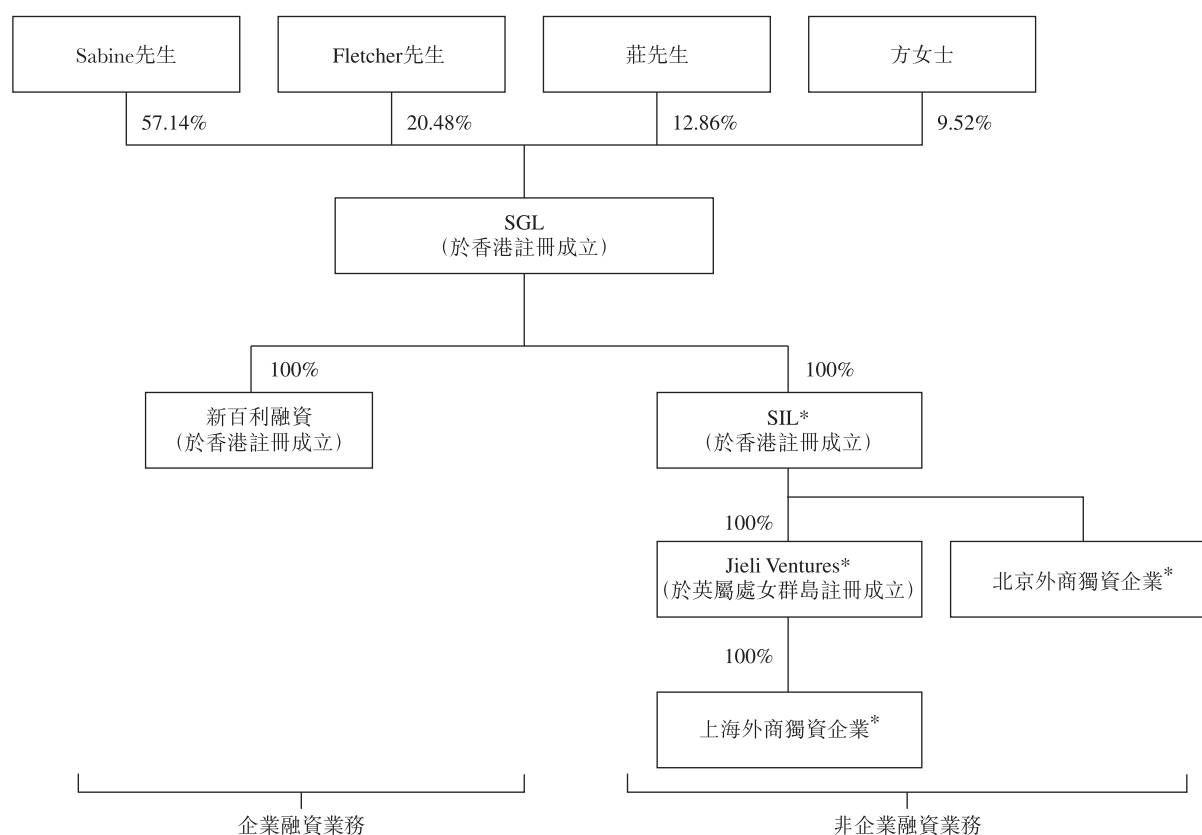 Sabine先生
Fletcher先生
莊先生
方女士
57.14%
20.48%
12.86%
9.52%
SGL
(於香港註冊成立)
100%
100%
新百利融資
(於香港註冊成立)
SIL*
(於香港註冊成立)
100%
Jieli Ventures*
(於英屬處女群島註冊成立)
北京外商獨資企業*
100%
上海外商獨資企業*
企業融資業務
非企業融資業務